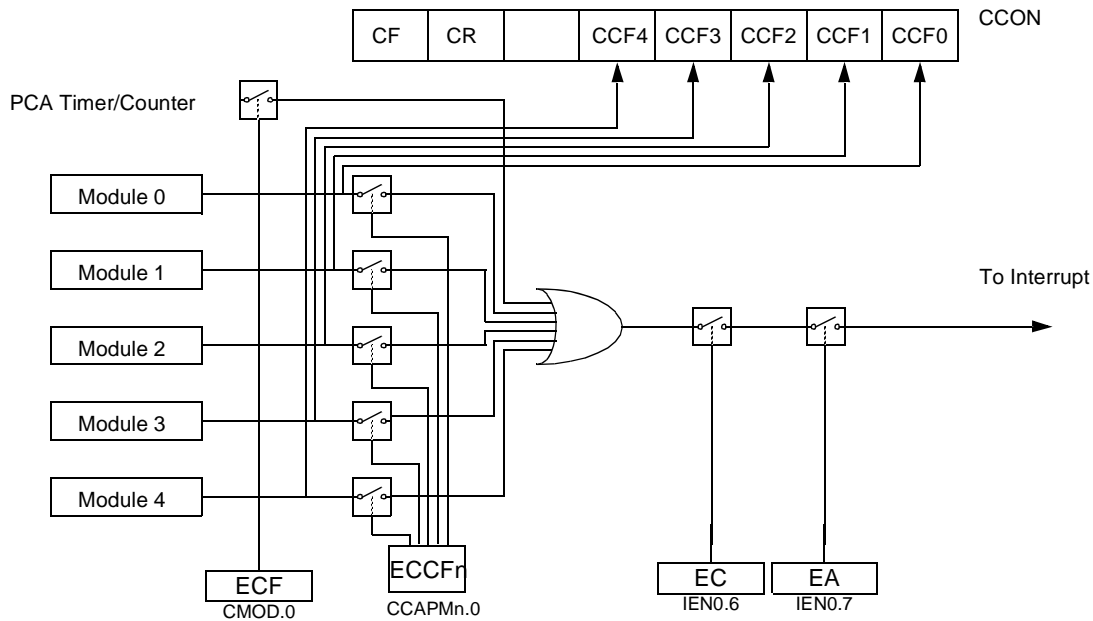 CF CR CCF4 CCF3 CCF2 CCF1 CCF0
CCON
PCA Timer/Counter
Module 0
Module 1
Module 2
Module 3
Module 4
To Interrupt
ECF
CMOD.0
ECCFn
CCAPMn.0
EC
IEN0.6
EA
IEN0.7